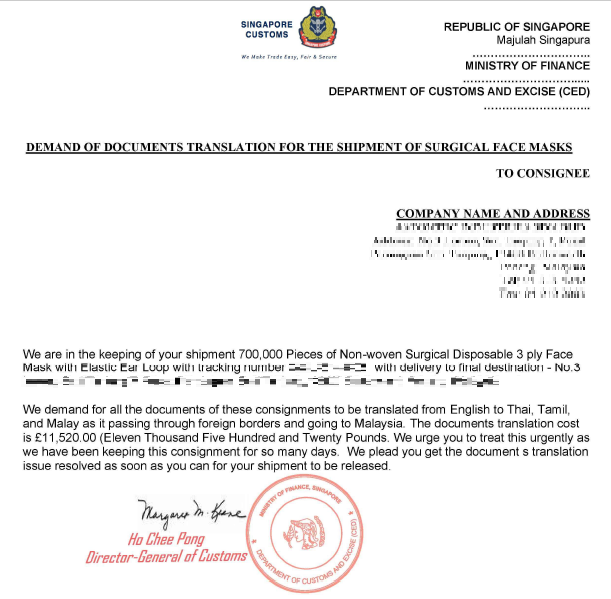 SINGAPORE
CUSTOMS
We Make Trade Easy, Fair & Secure
REPUBLIC OF SINGAPORE
Majulah Singapura
…………………………….
MINISTRY OF FINANCE
…………………………......
DEPARTMENT OF CUSTOMS AND EXCISE (CED)
………………………….
DEMAND OF DOCUMENTS TRANSLATION FOR THE SHIPMENT OF SURGICAL FACE MASKS
TO CONSIGNEE
COMPANY NAME AND ADDRESS
We are in the keeping of your shipment 700,000 Pieces of Non-woven Surgical Disposable 3 ply Face
Mask with Elastic Ear Loop with tracking number with delivery to final destination - No.3
We demand for all the documents of these consignments to be translated from English to Thai, Tamil,
and Malay as it passing through foreign borders and going to Malaysia. The documents translation cost
is £11,520.00 (Eleven Thousand Five Hundred and Twenty Pounds. We urge you to treat this urgently as
we have been keeping this consignment for so many days. We plead you get the document s translation
issue resolved as soon as you can for your shipment to be released.
Margaret M. Keane
Ho Chee Pong
Director-General of Customs
MINISTRY OF FINANCE, SINGAPORE
DEPARTMENT OF CUSTOMS AND EXCISE (CED)